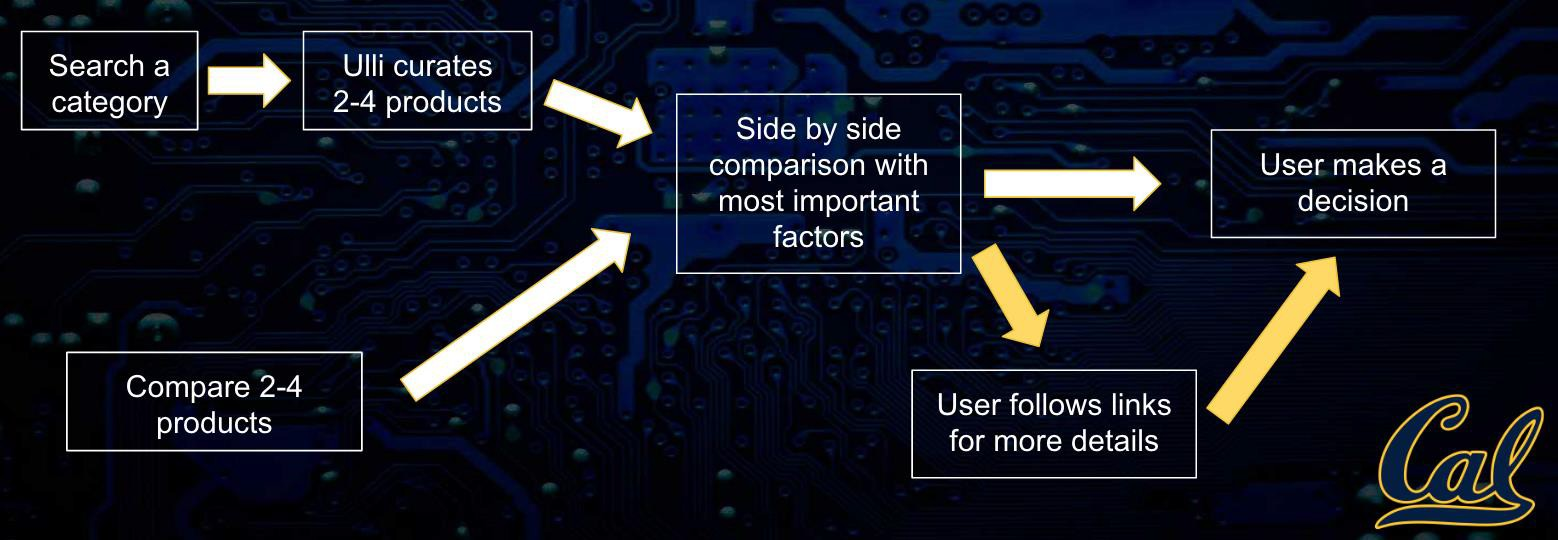 Search a
category
Ulli curates
2-4 products
Side by side
comparison with
most important
factors
User makes a
decision
Compare 2-4
products
User follows links
for more details
Cal